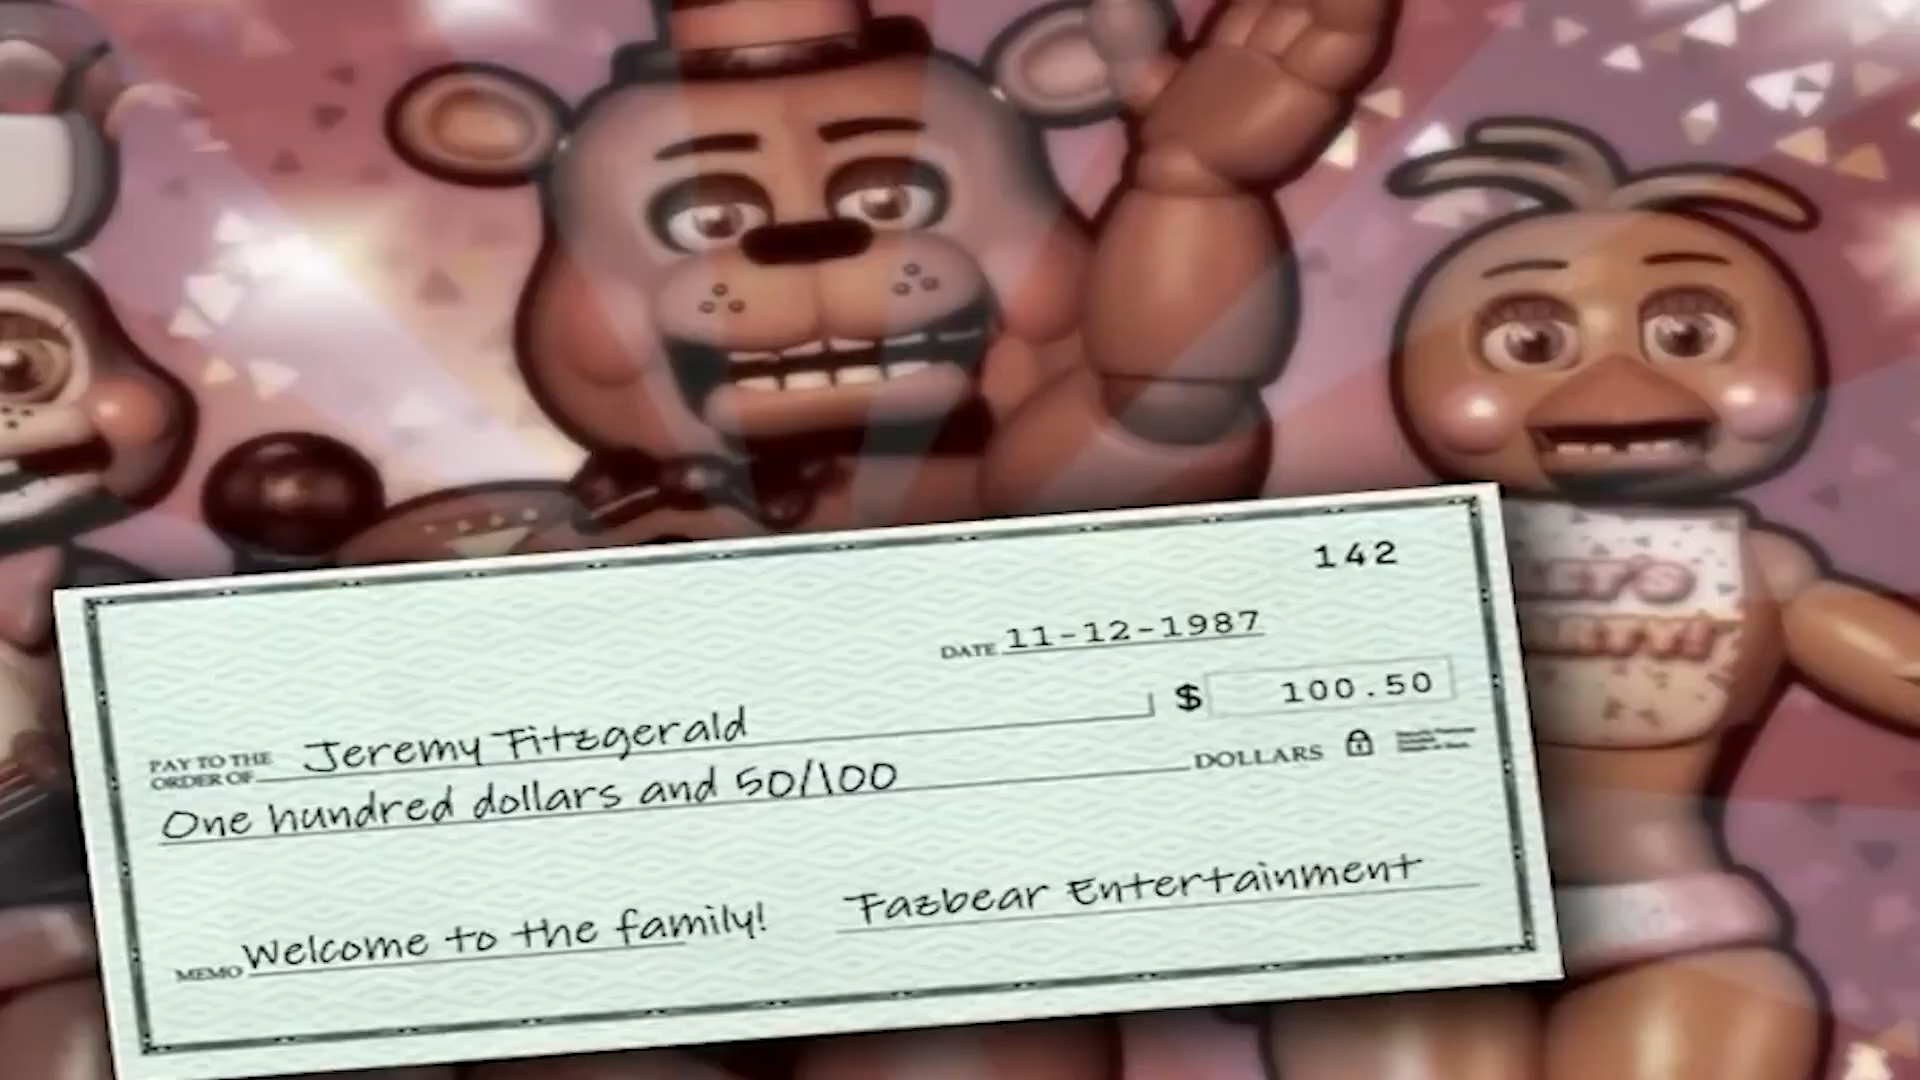 142
DATE 11-12-1987
PAY TO THE ORDER OF Jeremy Fitzgerald $ 100.50
One hundred dollars and 50/100 DOLLARS
MEMO Welcome to the family! Fazbear Entertainment